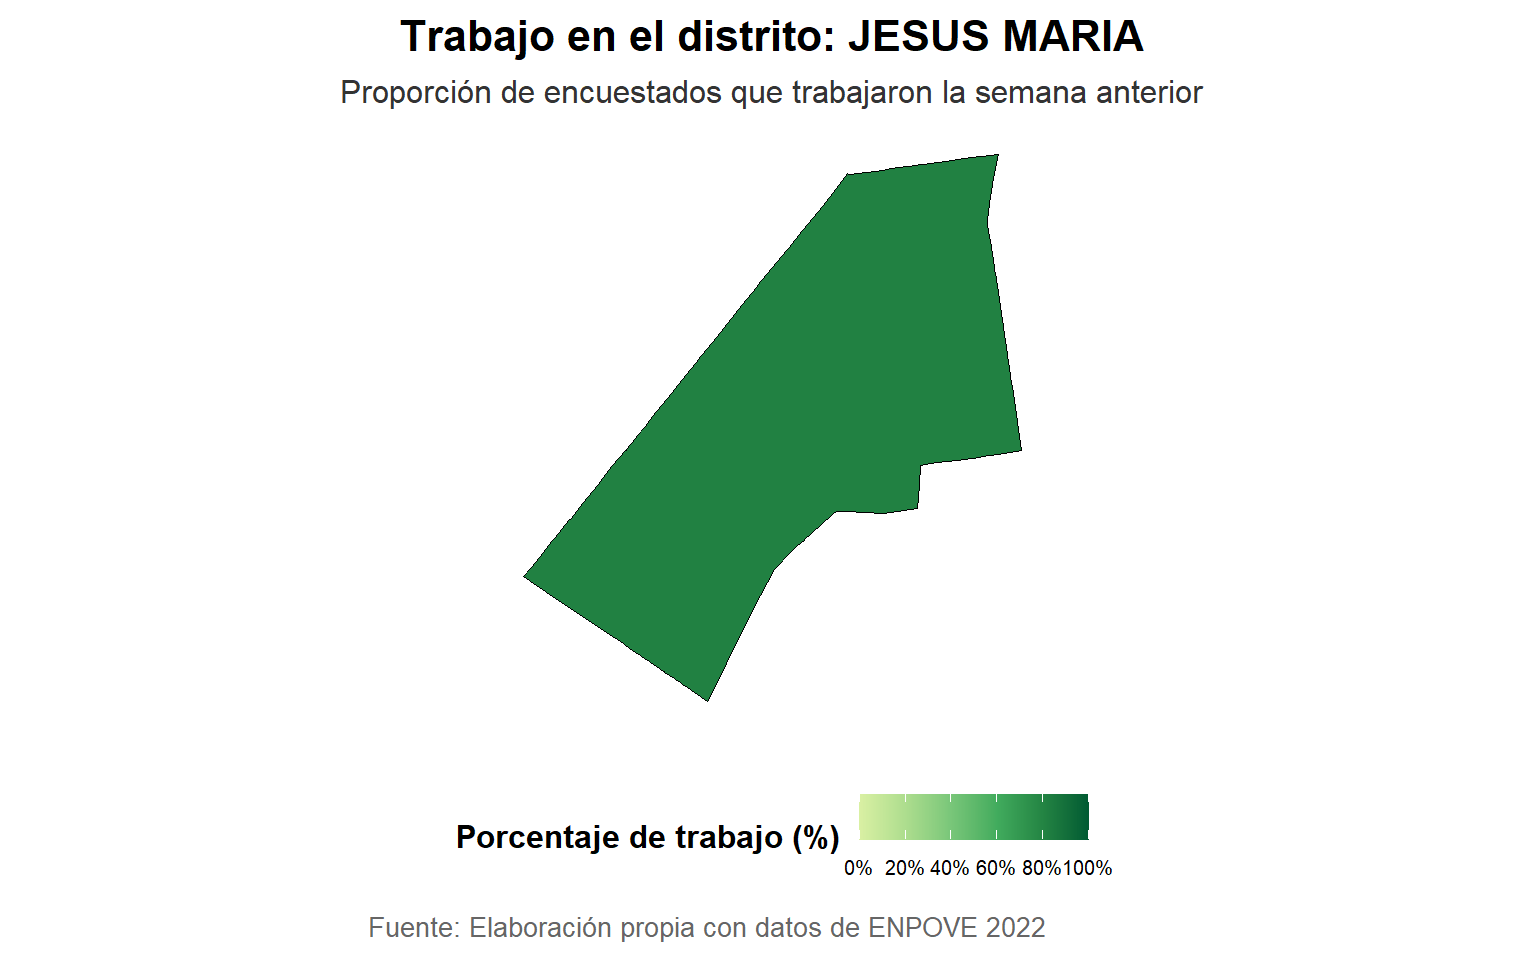 Trabajo en el distrito: JESUS MARIA
Proporción de encuestados que trabajaron la semana anterior
Porcentaje de trabajo (%)
0% 20% 40% 60% 80% 100%
Fuente: Elaboración propia con datos de ENPOVE 2022